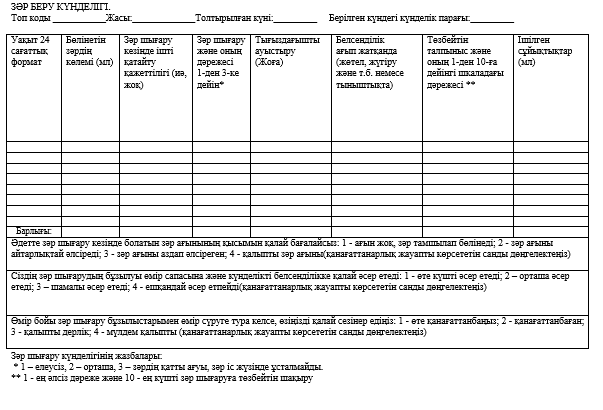 ЗӘР БЕРУ КҮНДЕЛІГІ.
Топ коды ____________Жасы:______________Толтырылған күні:__________ Берілген күндегі күнделік парағы:__________
Уақыт 24 сағаттық формат
Бөлінетін зәрдің көлемі (мл)
Зәр шығару кезінде ішті қатайту қажеттілігі (иә, жоқ)
Зәр шығару және оның дәрежесі 1-ден 3-ке дейін*
Тығыздағышты ауыстыру (Жоға)
Белсенділік ағып жатқанда (жөтел, жүгіру және т.б. немесе тыныштықта)
Төзбейтін талпыныс және оның 1-ден 10-ға дейінгі шкаладағы дәрежесі **
Ішілген сұйықтықтар (мл)
Барлығы:
Әдетте зәр шығару кезінде болатын зәр ағынының қысымын қалай бағалайсыз: 1 - ағын жоқ, зәр тамшылап бөлінеді; 2 - зәр ағыны
айтарлықтай әлсіреді; 3 - зәр ағыны аздап әлсіреген; 4 - қалыпты зәр ағыны(қанағаттанарлық жауапты көрсететін санды дөңгелектеңіз)
Сіздің зәр шығарудың бұзылуы өмір сапасына және күнделікті белсенділікке қалай әсер етеді: 1 - өте күшті әсер етеді; 2 – орташа әсер
етеді; 3 – шамалы әсер етеді; 4 - ешқандай әсер етпейді(қанағаттанарлық жауапты көрсететін санды дөңгелектеңіз)
Өмір бойы зәр шығару бұзылыстарымен өмір сүруге тура келсе, өзіңізді қалай сезінер едіңіз: 1 - өте қанағаттанбаңыз; 2 - қанағаттанбаған;
3 - қалыпты дерлік; 4 - мүлдем қалыпты (қанағаттанарлық жауапты көрсететін санды дөңгелектеңіз)
Зәр шығару күнделігінің жазбалары:
* 1 – елеусіз, 2 – орташа, 3 – зәрдің қатты ағуы, зәр іс жүзінде ұсталмайды.
** 1 - ең әлсіз дәреже және 10 - ең күшті зәр шығаруға төзбейтін шақыру